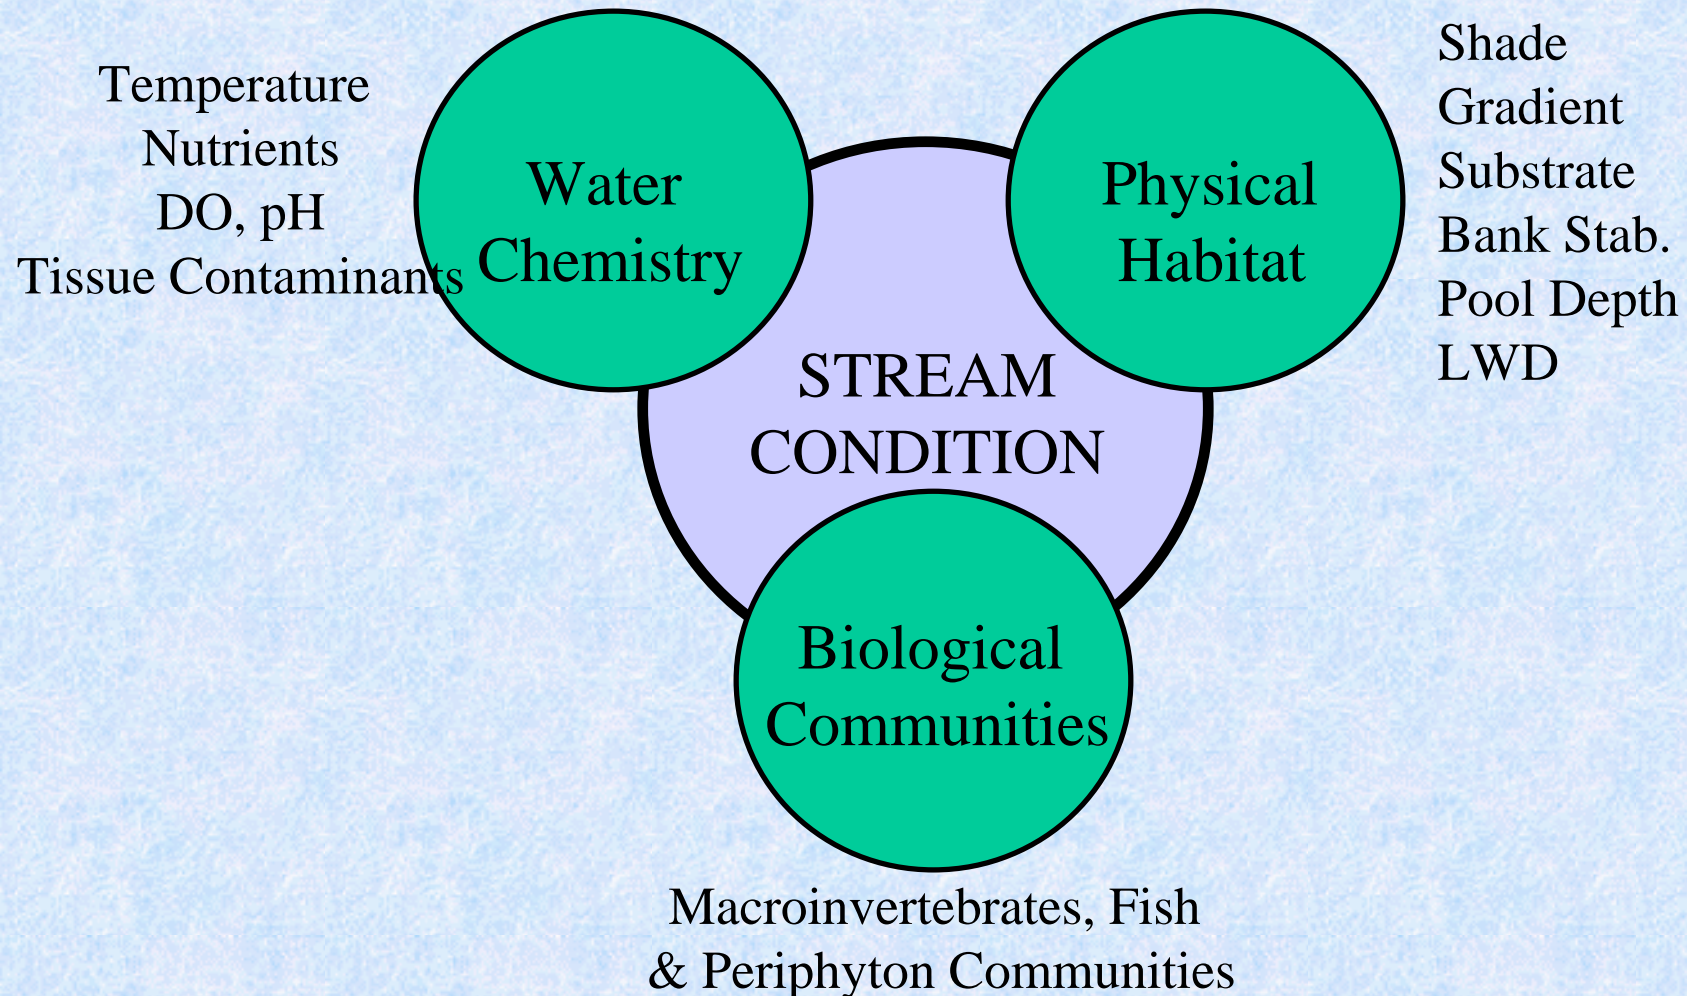 Temperature
Nutrients
DO, pH
Tissue Contaminants
Water
Chemistry
Physical
Habitat
Shade
Gradient
Substrate
Bank Stab.
Pool Depth
LWD
STREAM
CONDITION
Biological
Communities
Macroinvertebrates, Fish
& Periphyton Communities